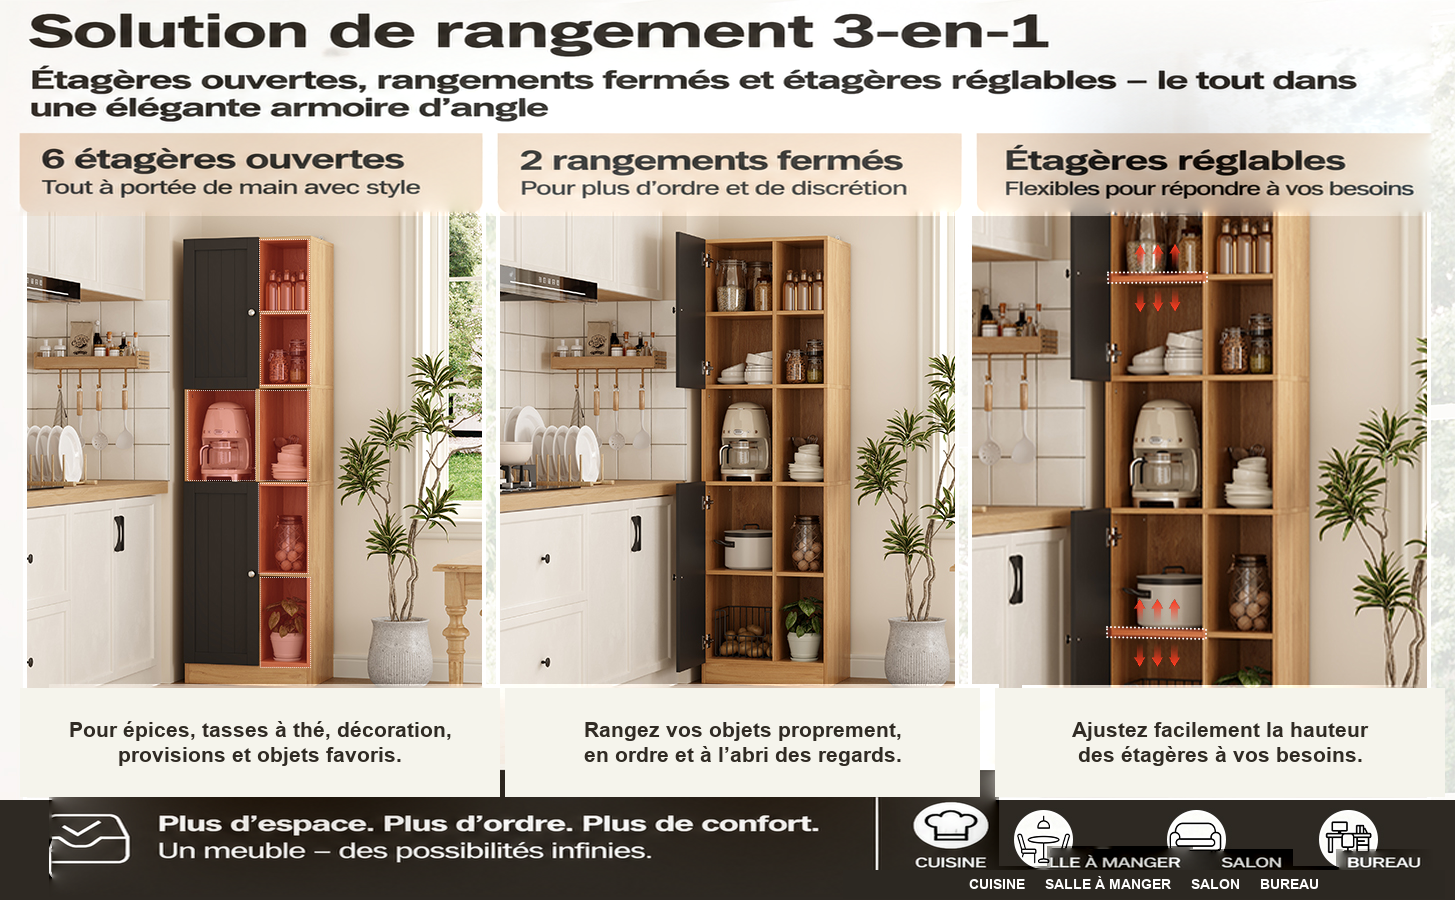 Solution de rangement 3-en-1
Étagères ouvertes, rangements fermés et étagères réglables – le tout dans
une élégante armoire d’angle
6 étagères ouvertes
Tout à portée de main avec style
2 rangements fermés
Pour plus d’ordre et de discrétion
Étagères réglables
Flexibles pour répondre à vos besoins
Pour épices, tasses à thé, décoration,
provisions et objets favoris.
Rangez vos objets proprement,
en ordre et à l’abri des regards.
Ajustez facilement la hauteur
des étagères à vos besoins.
Plus d’espace. Plus d’ordre. Plus de confort.
Un meuble – des possibilités infinies.
CUISINE
LLE À MANGER
SALON
BUREAU
CUISINE SALLE À MANGER SALON BUREAU